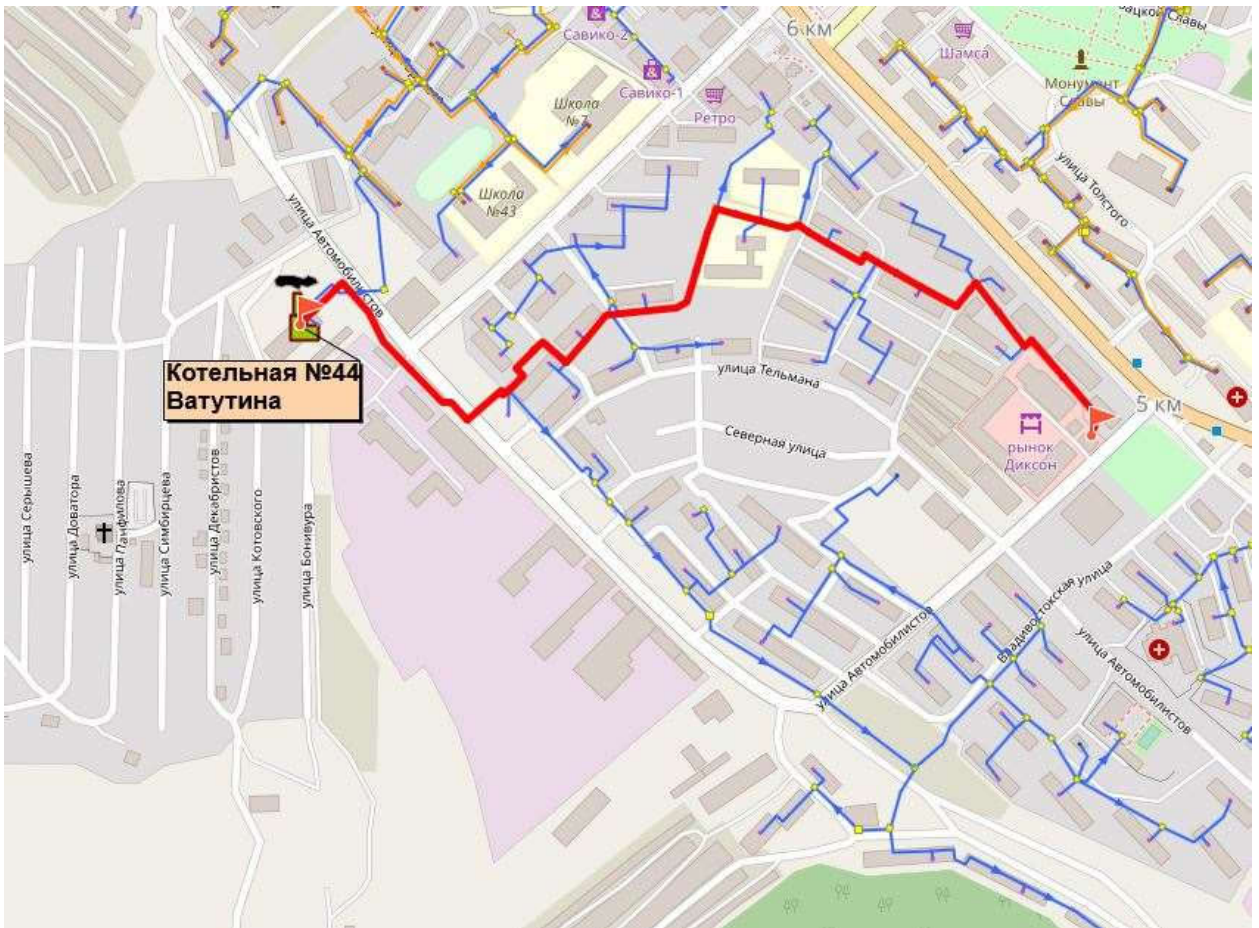 6 км
Савико-2
Шамса
Савико-1
Монумент
Славы
Школа
№7
Ретро
улица Толстого
Школа
№43
улица Автомобилистов
Котельная №44
Ватутина
улица Тельмана
5 км
Северная улица
рынок
Диксон
улица Серышева
улица Доватора
улица Панфилова
улица Симбирцева
улица Декабристов
улица Котовского
улица Бонивура
Владивостокская улица
улица Автомобилистов
улица Автомобилистов